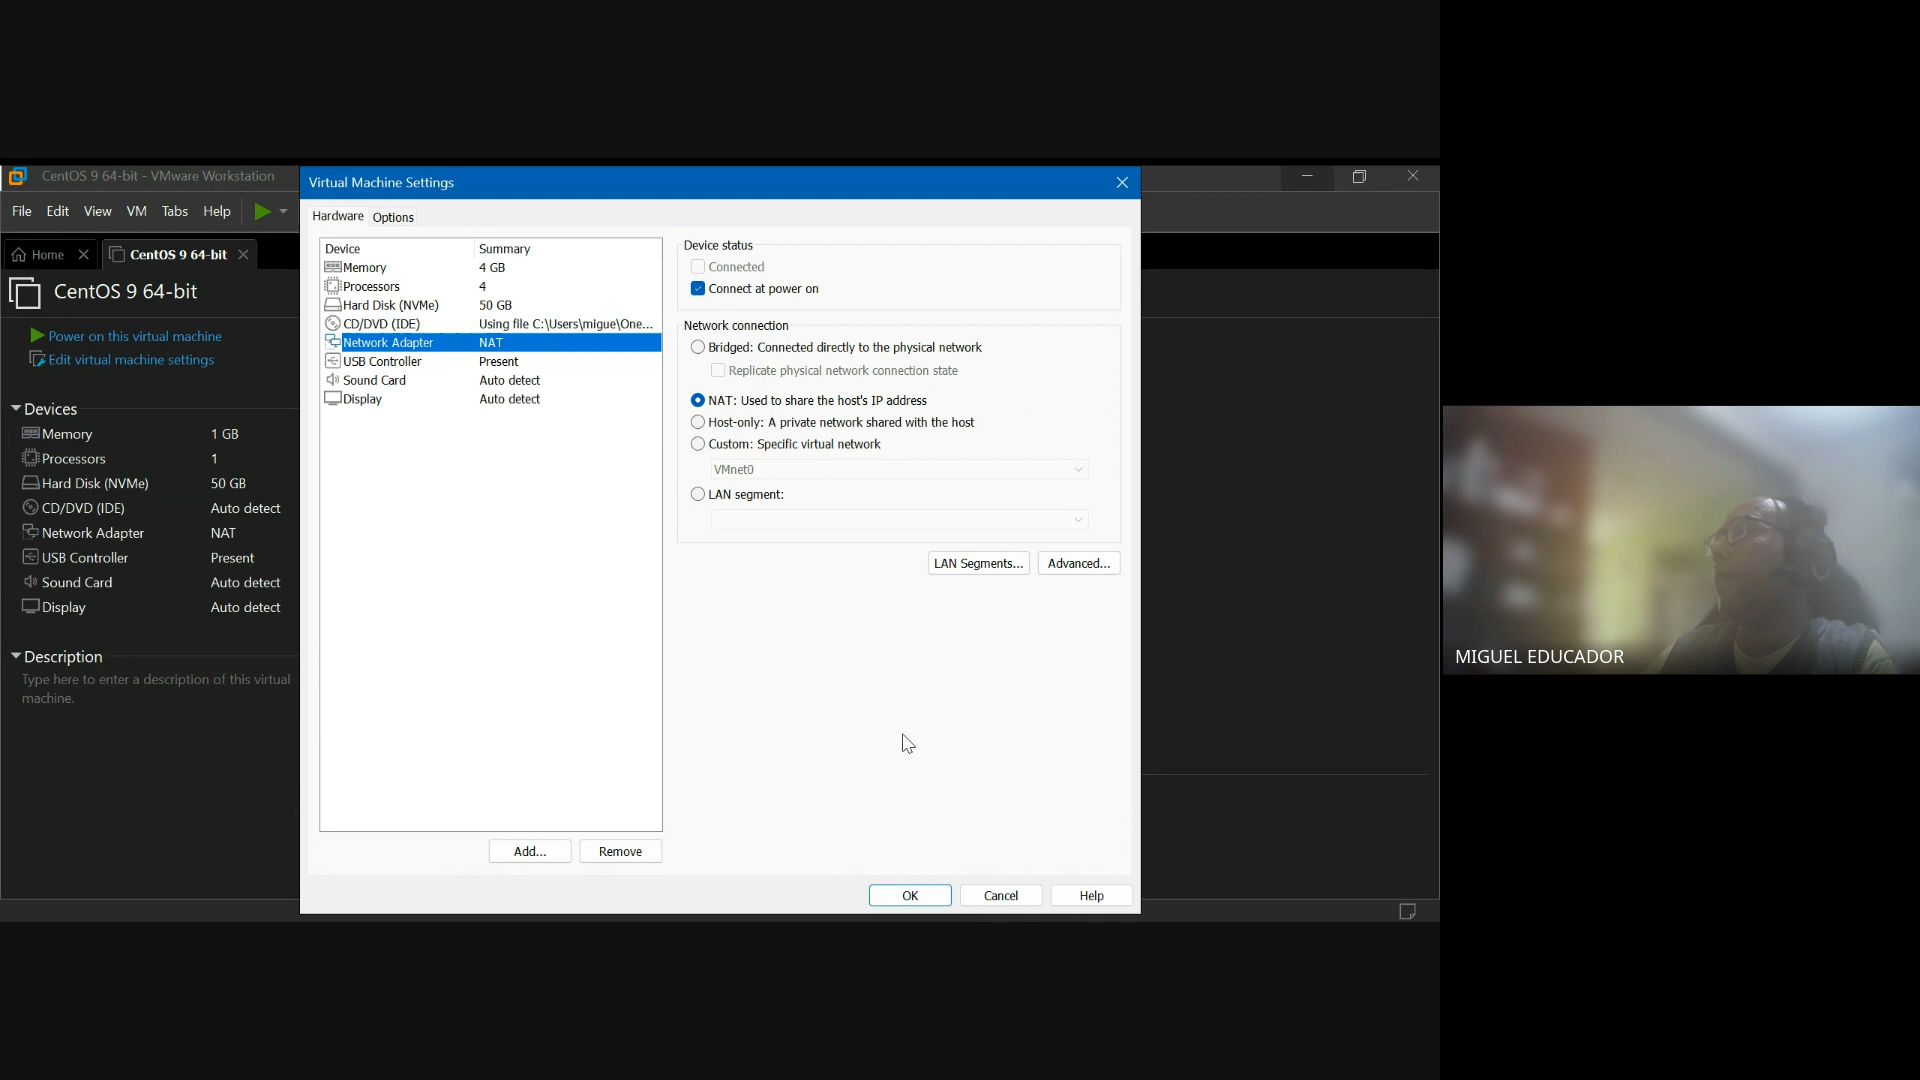 CentOS 9 64-bit - VMware Workstation
File Edit View VM Tabs Help
Home
CentOS 9 64-bit
CentOS 9 64-bit
Power on this virtual machine
Edit virtual machine settings
Devices
Memory 1 GB
Processors 1
Hard Disk (NVMe) 50 GB
CD/DVD (IDE) Auto detect
Network Adapter NAT
USB Controller Present
Sound Card Auto detect
Display Auto detect
Description
Type here to enter a description of this virtual
machine.
Virtual Machine Settings
Hardware Options
Device Summary
Memory 4 GB
Processors 4
Hard Disk (NVMe) 50 GB
CD/DVD (IDE) Using file C:\Users\migue\One...
Network Adapter NAT
USB Controller Present
Sound Card Auto detect
Display Auto detect
Add... Remove
Device status
Connected
Connect at power on
Network connection
Bridged: Connected directly to the physical network
Replicate physical network connection state
NAT: Used to share the host's IP address
Host-only: A private network shared with the host
Custom: Specific virtual network
VMnet0
LAN segment:
LAN Segments... Advanced...
OK Cancel Help
MIGUEL EDUCADOR